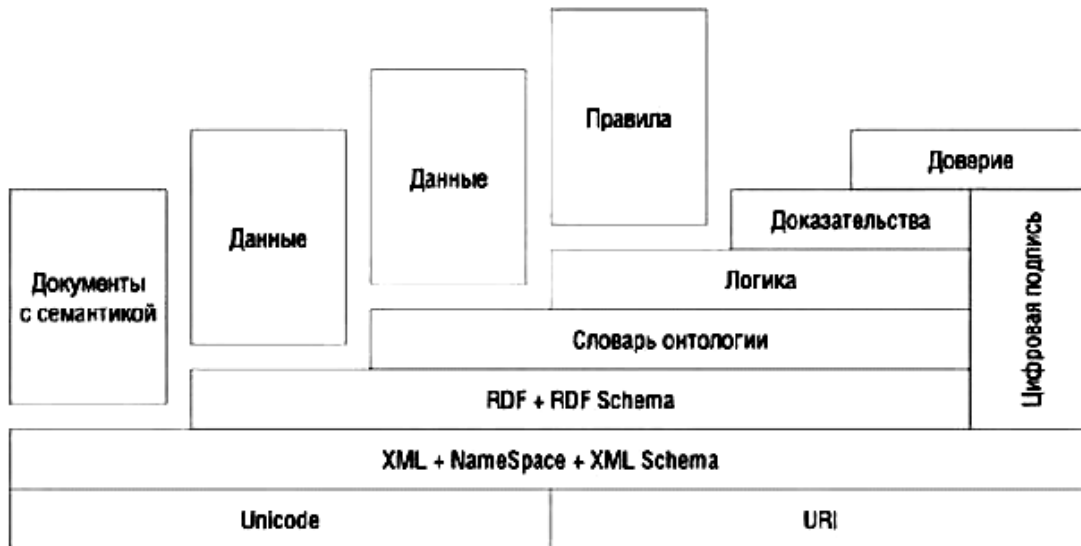 Правила
Доверие
Данные
Доказательства
Данные
Документы
с семантикой
Логика
Словарь онтологии
RDF + RDF Schema
Цифровая подпись
XML + NameSpace + XML Schema
Unicode
URI